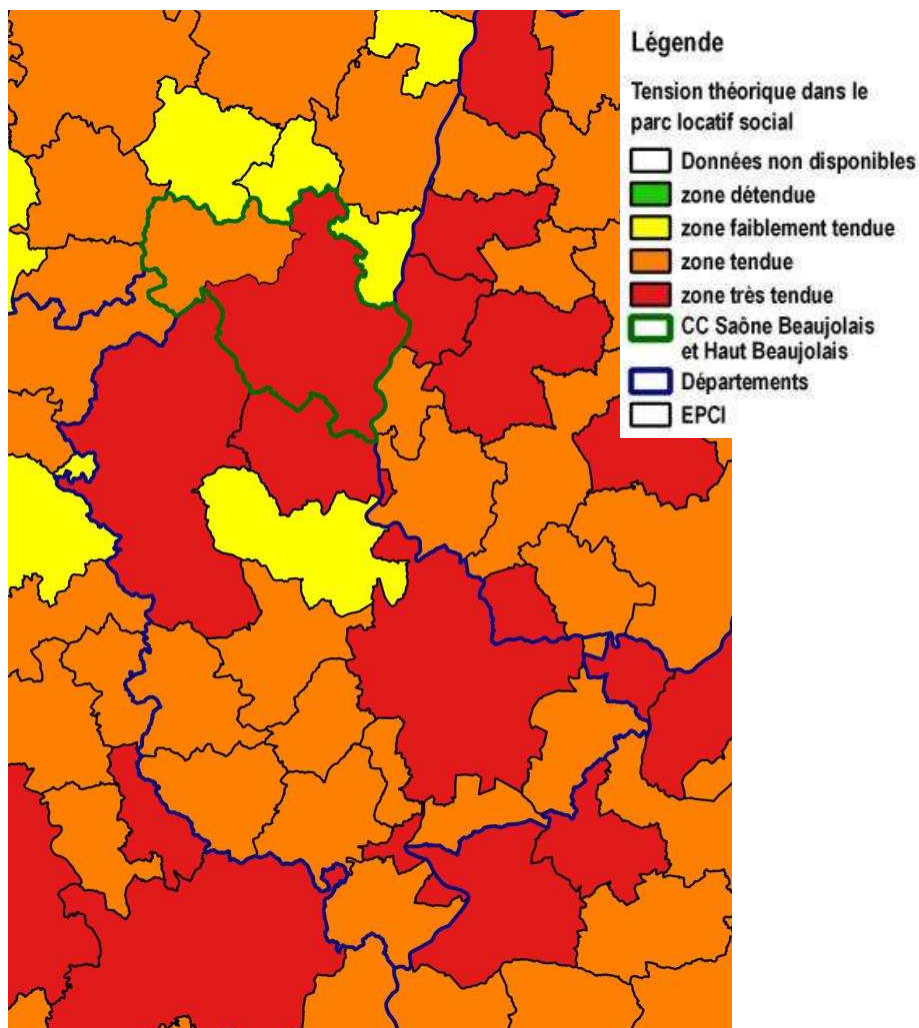 Légende
Tension théorique dans le
parc locatif social
Données non disponibles
zone détendue
zone faiblement tendue
zone tendue
zone très tendue
CC Saône Beaujolais
et Haut Beaujolais
Départements
EPCI